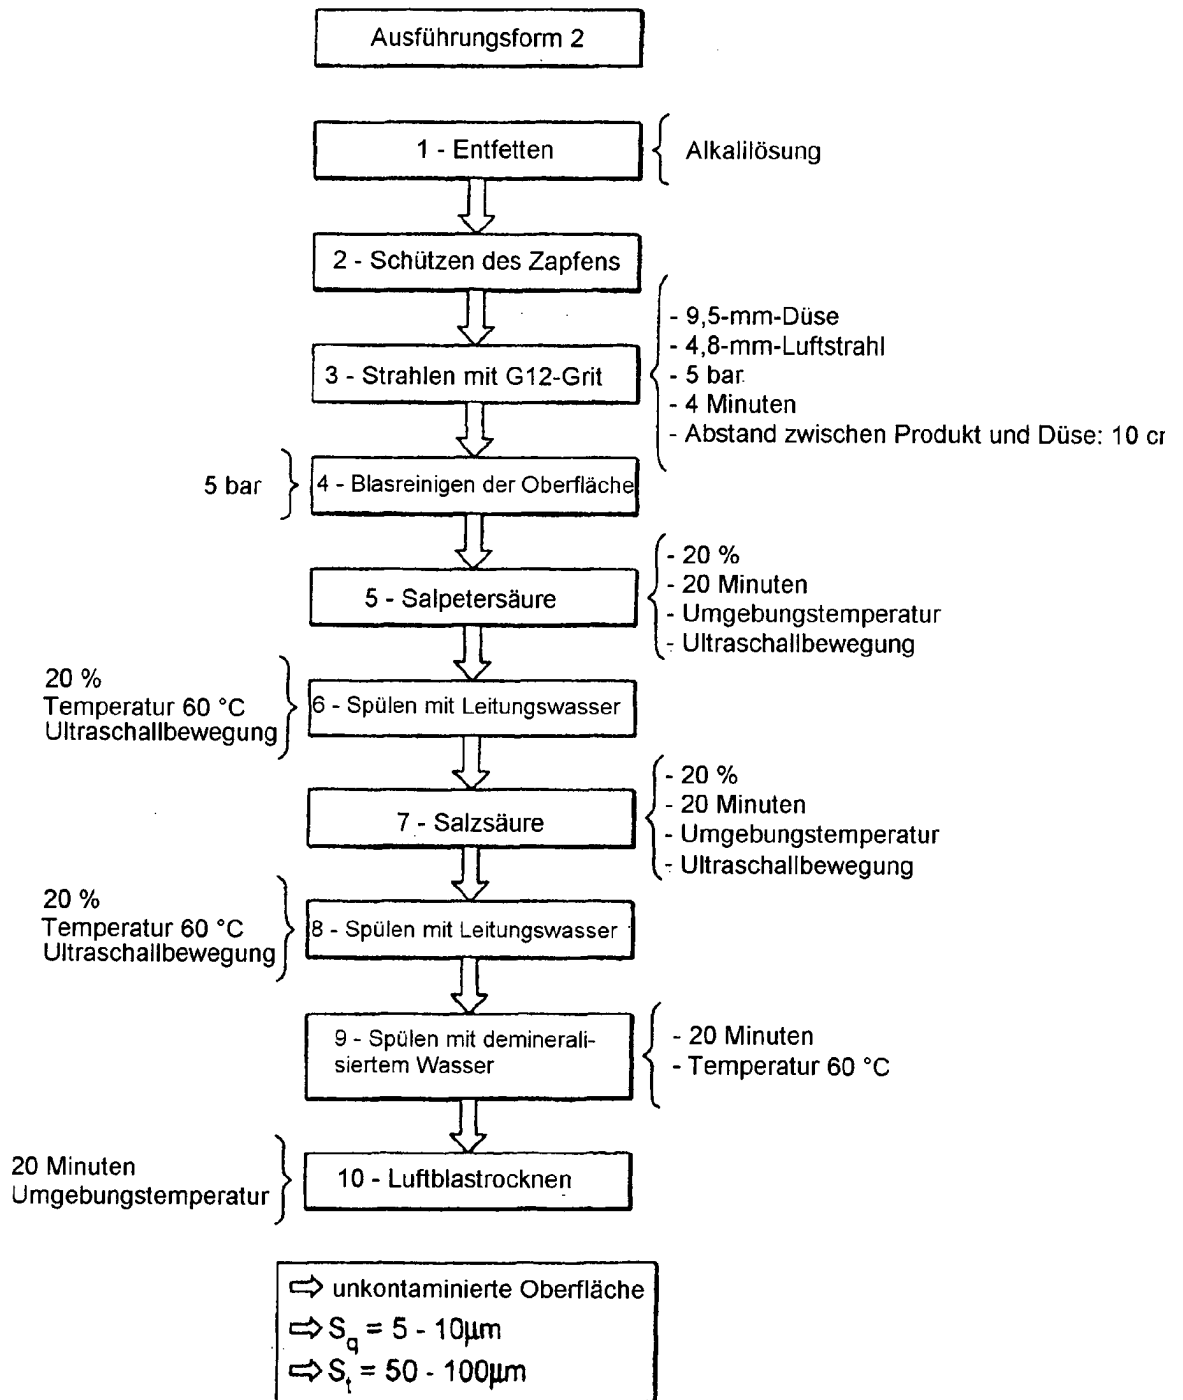 Ausführungsform 2
1 - Entfetten
Alkalilösung
2 - Schützen des Zapfens
3 - Strahlen mit G12-Grit
- 9,5-mm-Düse
- 4,8-mm-Luftstrahl
- 5 bar
- 4 Minuten
- Abstand zwischen Produkt und Düse: 10 cr
5 bar
4 - Blasreinigen der Oberfläche
5 - Salpetersäure
- 20 %
- 20 Minuten
- Umgebungstemperatur
- Ultraschallbewegung
20 %
Temperatur 60 °C
Ultraschallbewegung
6 - Spülen mit Leitungswasser
7 - Salzsäure
- 20 %
- 20 Minuten
- Umgebungstemperatur
- Ultraschallbewegung
20 %
Temperatur 60 °C
Ultraschallbewegung
8 - Spülen mit Leitungswasser
9 - Spülen mit deminerali-
siertem Wasser
- 20 Minuten
- Temperatur 60 °C
20 Minuten
Umgebungstemperatur
10 - Luftblastrocknen
⇨ unkontaminierte Oberfläche
⇨ Sq = 5 - 10µm
⇨ St = 50 - 100µm